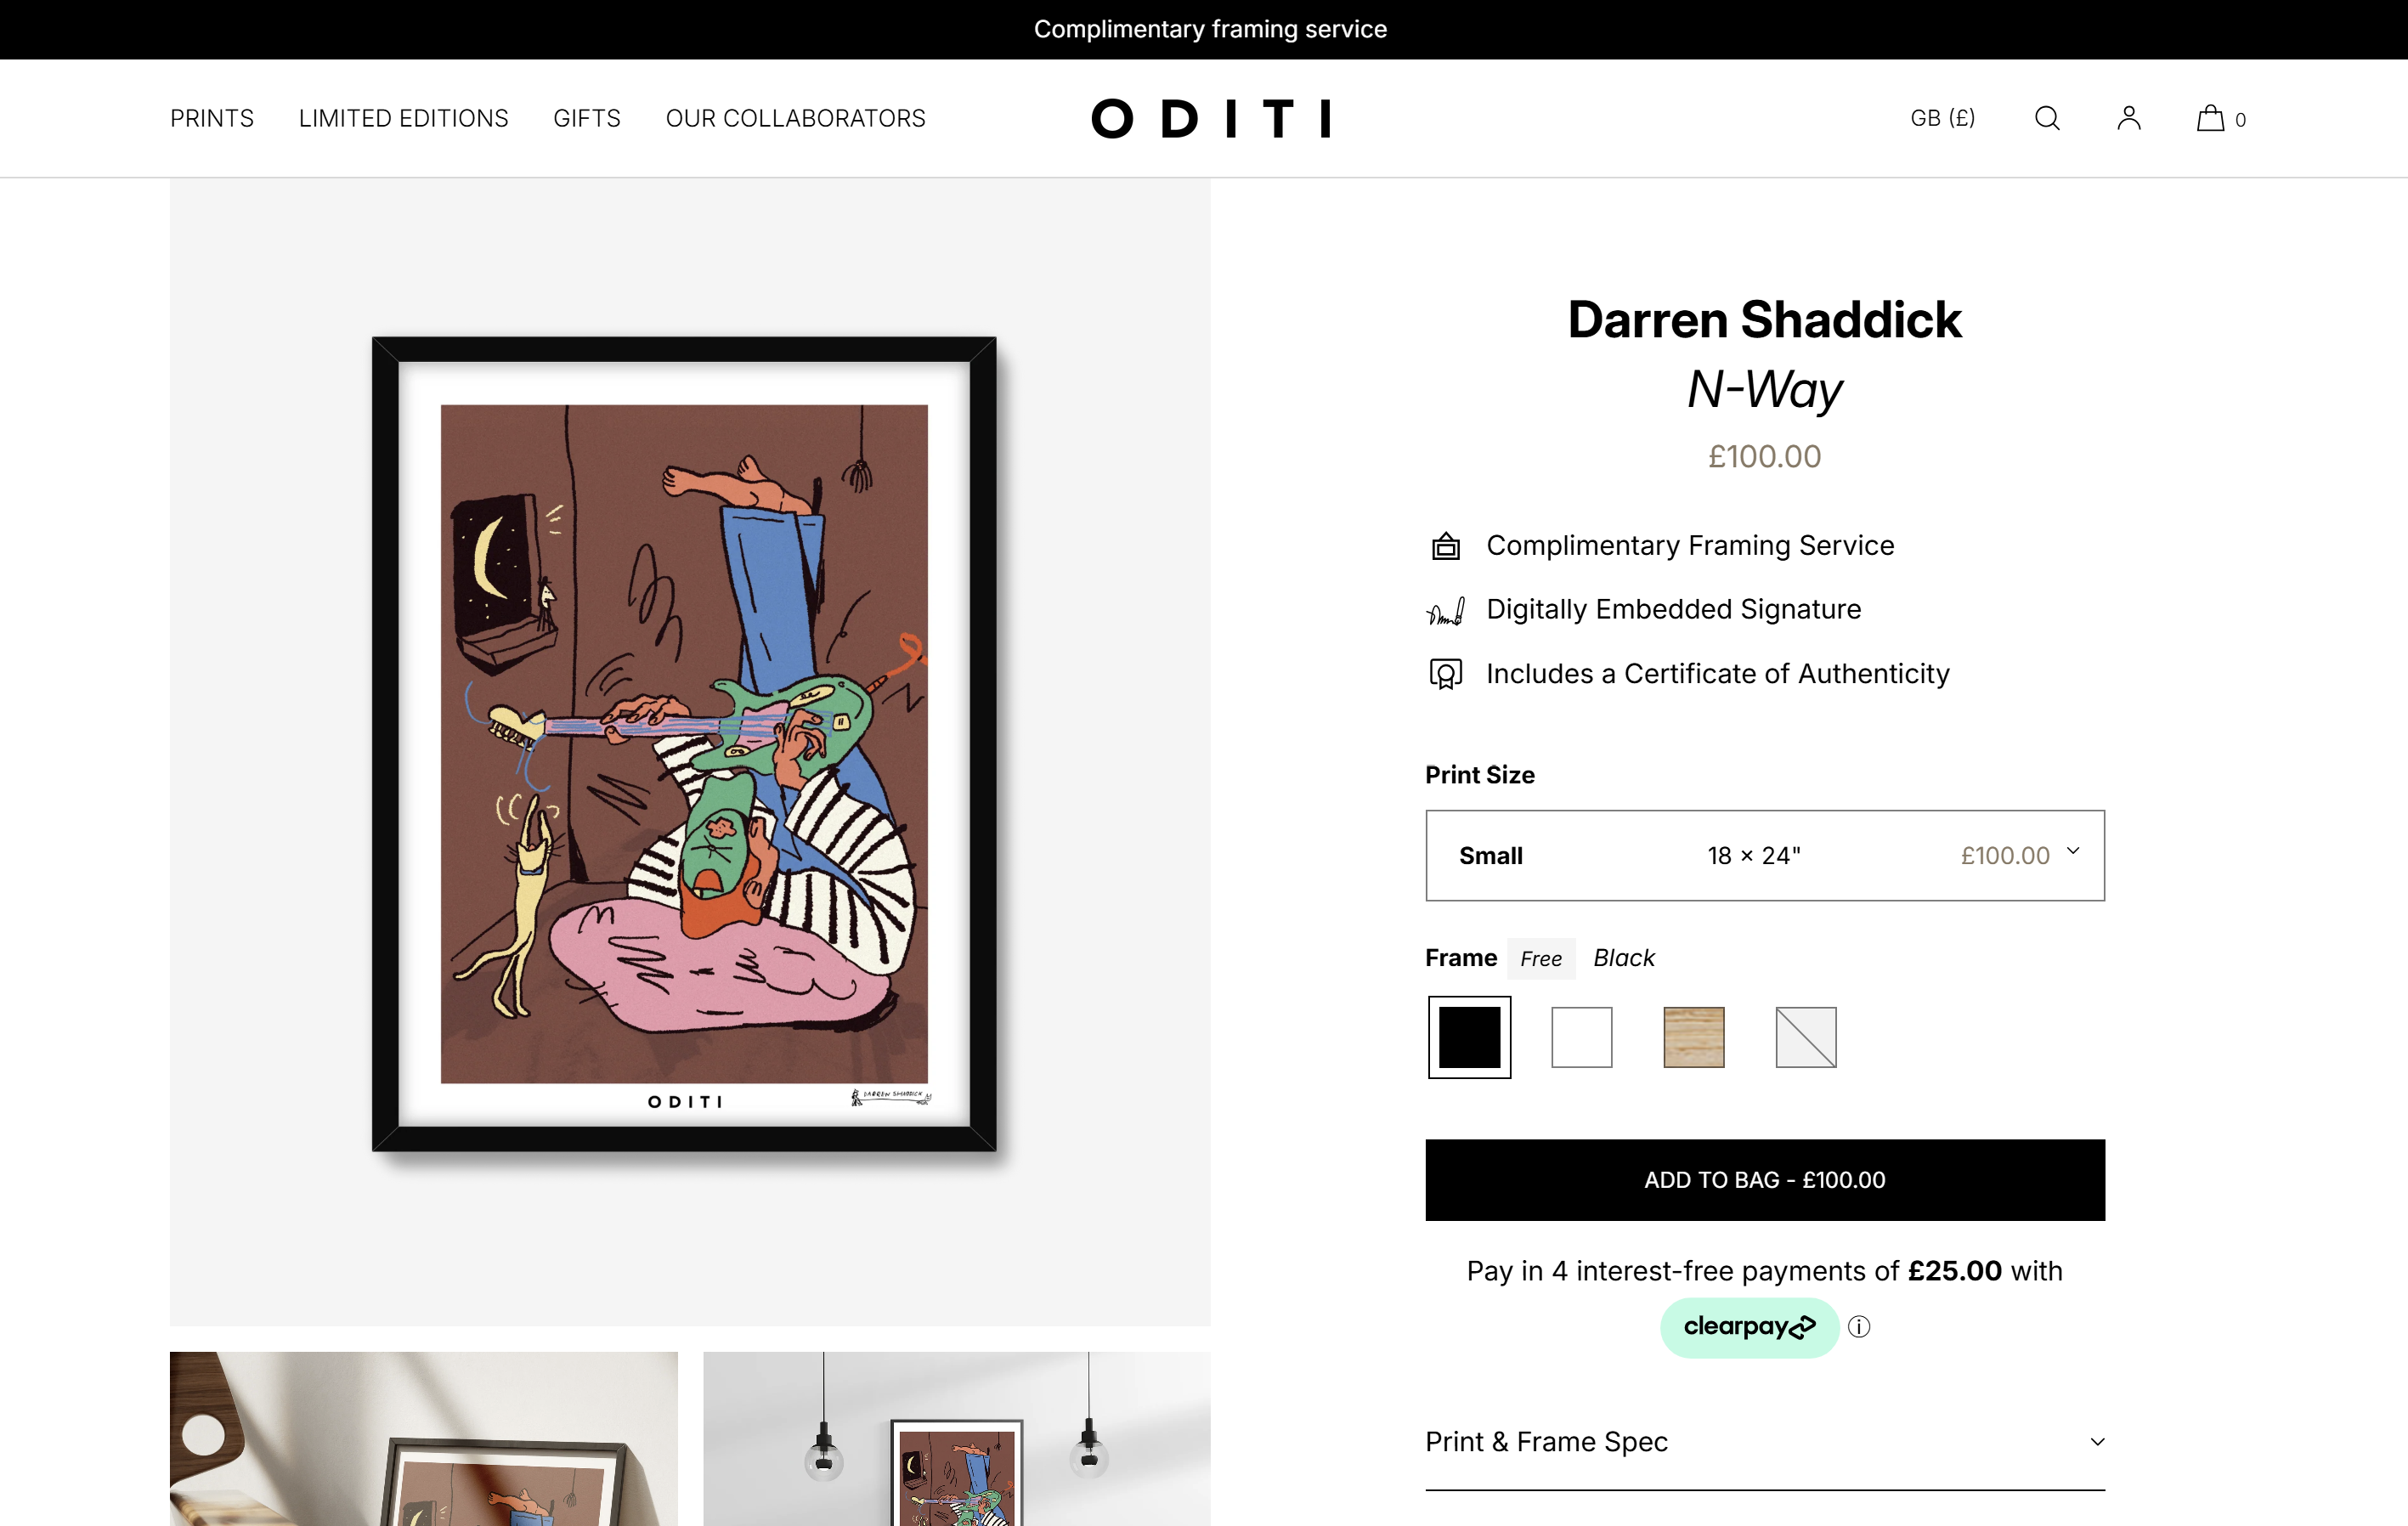 Complimentary framing service
PRINTS LIMITED EDITIONS GIFTS OUR COLLABORATORS
ODITI
GB (£)
0
ODITI
DARREN SHADDICK
Darren Shaddick
N-Way
£100.00
Complimentary Framing Service
Digitally Embedded Signature
Includes a Certificate of Authenticity
Print Size
Small 18 × 24" £100.00
Frame Free Black
ADD TO BAG - £100.00
Pay in 4 interest-free payments of £25.00 with
clearpay
Print & Frame Spec